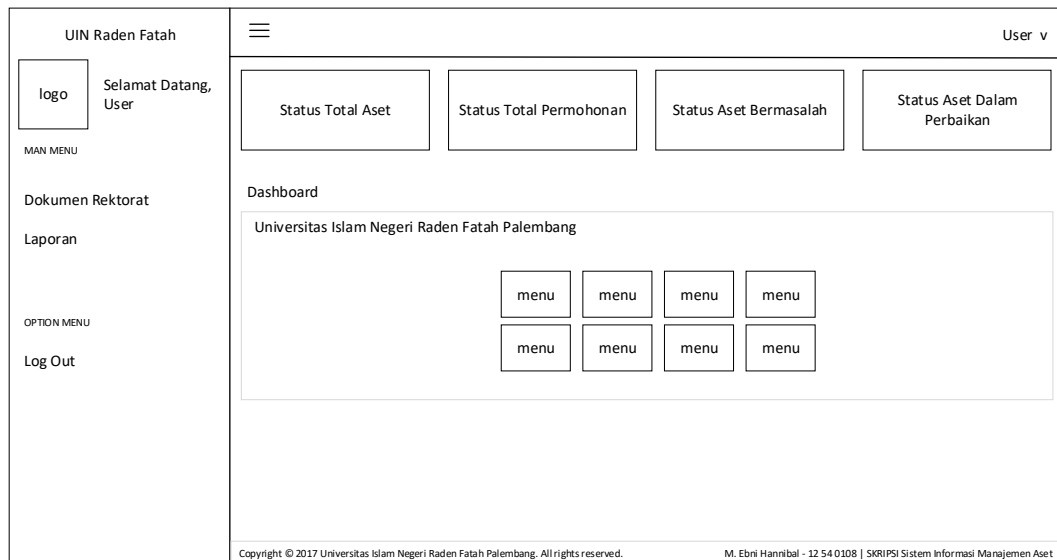 UIN Raden Fatah
User v
logo
Selamat Datang,
User
MAN MENU
Dokumen Rektorat
Laporan
OPTION MENU
Log Out
Status Total Aset
Status Total Permohonan
Status Aset Bermasalah
Status Aset Dalam
Perbaikan
Dashboard
Universitas Islam Negeri Raden Fatah Palembang
menu menu menu menu
menu menu menu menu
Copyright © 2017 Universitas Islam Negeri Raden Fatah Palembang. All rights reserved.
M. Ebni Hannibal - 12 54 0108 | SKRIPSI Sistem Informasi Manajemen Aset